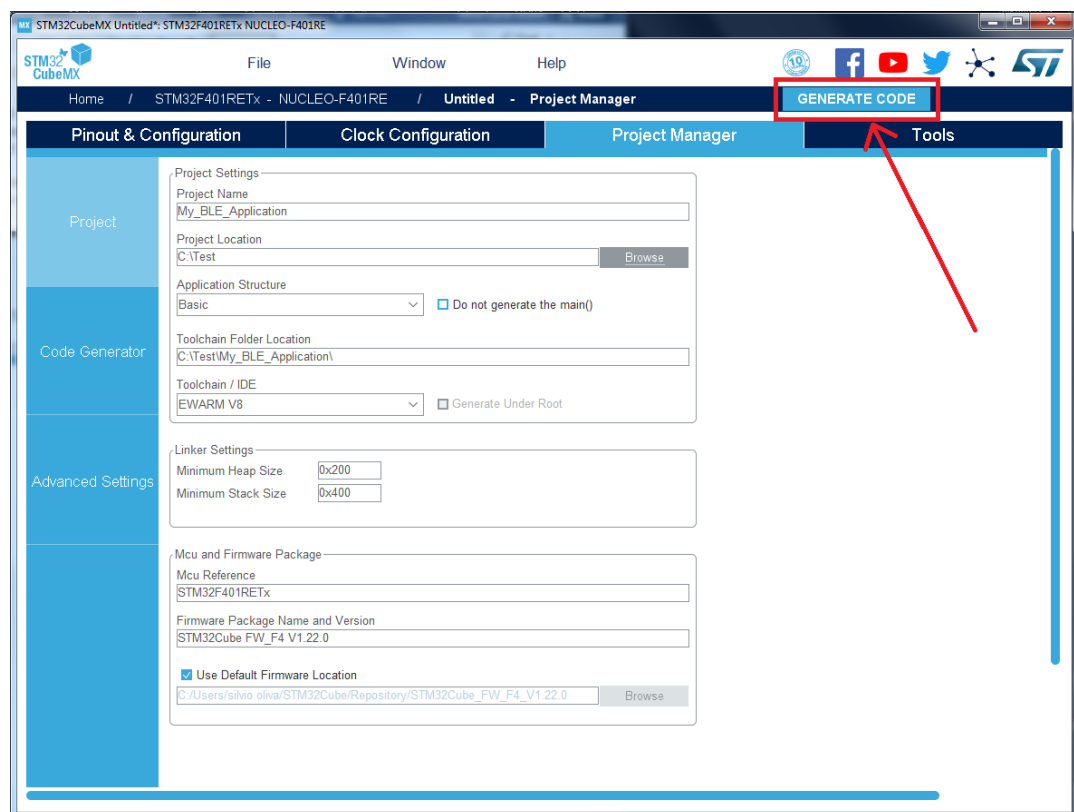 MX STM32CubeMX Untitled*: STM32F401RETx NUCLEO-F401RE
STM32
CubeMX
File Window Help
10
Home / STM32F401RETx - NUCLEO-F401RE / Untitled - Project Manager GENERATE CODE
Pinout & Configuration Clock Configuration Project Manager Tools
Project
Code Generator
Advanced Settings
Project Settings
Project Name
My_BLE_Application
Project Location
C:\Test Browse
Application Structure
Basic Do not generate the main()
Toolchain Folder Location
C:\Test\My_BLE_Application\
Toolchain / IDE
EWARM V8 Generate Under Root
Linker Settings
Minimum Heap Size 0x200
Minimum Stack Size 0x400
Mcu and Firmware Package
Mcu Reference
STM32F401RETx
Firmware Package Name and Version
STM32Cube FW_F4 V1.22.0
Use Default Firmware Location
C:/Users/silvio oliva/STM32Cube/Repository/STM32Cube_FW_F4_V1.22.0 Browse